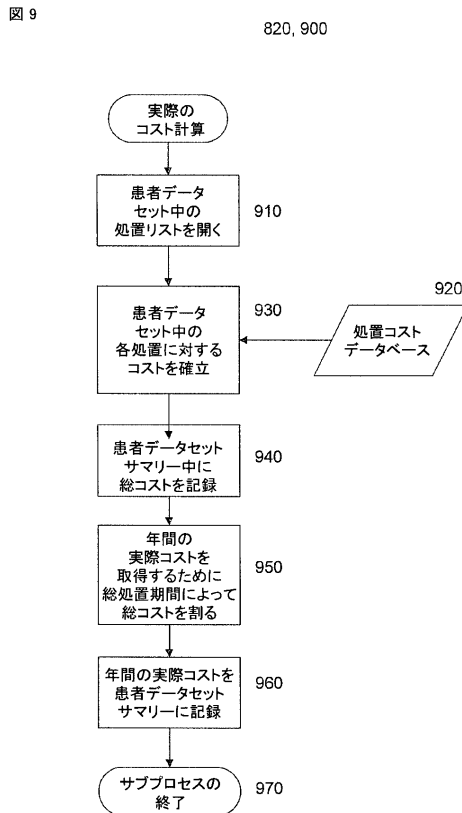 図 9
820, 900
実際の
コスト計算
患者データ
セット中の
処置リストを開く
910
920
患者データ
セット中の
各処置に対する
コストを確立
930
処置コスト
データベース
患者データセット
サマリー中に
総コストを記録
940
年間の
実際コストを
取得するために
総処置期間によって
総コストを割る
950
年間の実際コストを
患者データセット
サマリーに記録
960
サブプロセスの
終了
970